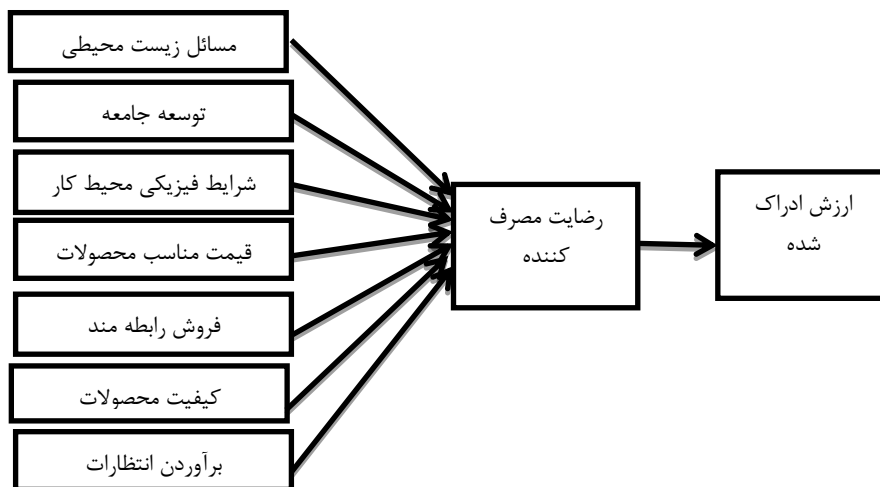 مسائل زیست محیطی
توسعه جامعه
شرایط فیزیکی محیط کار
قیمت مناسب محصولات
فروش رابطه مند
کیفیت محصولات
برآوردن انتظارات
رضایت مصرف
کننده
ارزش ادراک
شده